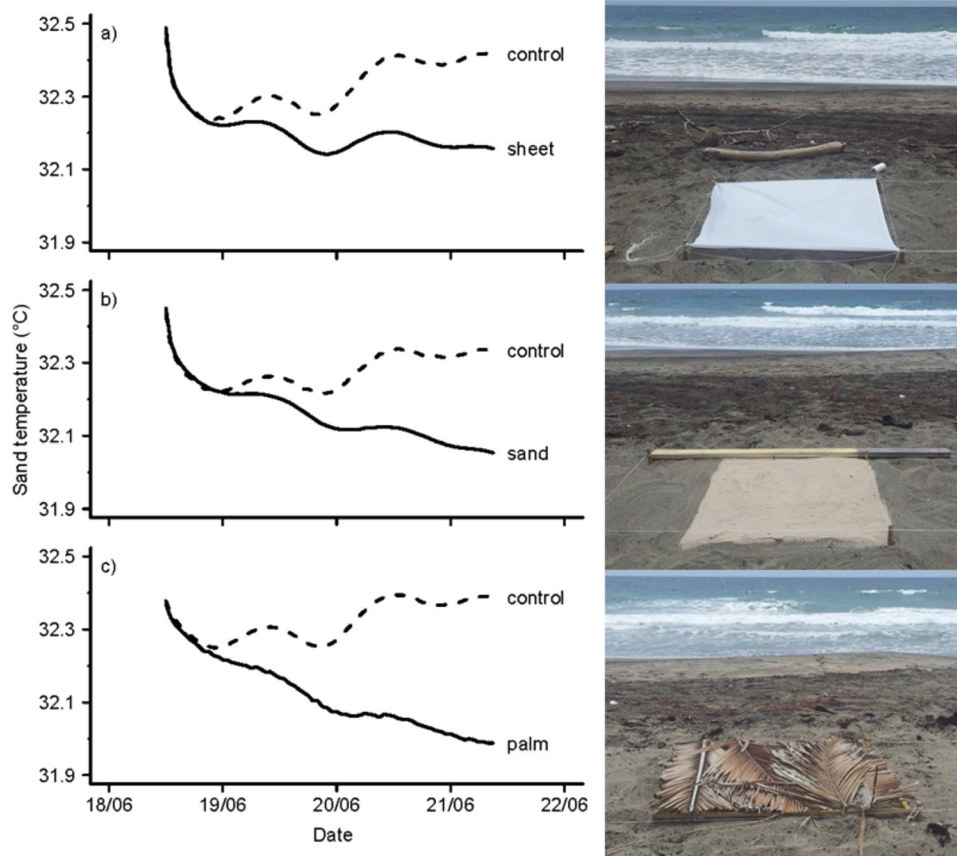 a)
32.5
32.3
32.1
31.9
control
sheet
b)
32.5
32.3
32.1
31.9
control
sand
Sand temperature (°C)
c)
32.5
32.3
32.1
31.9
control
palm
18/06 19/06 20/06 21/06 22/06
Date